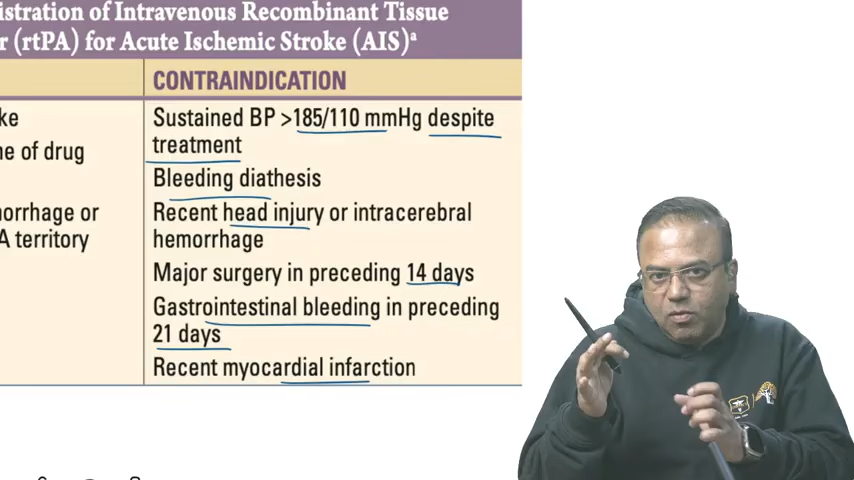 istration of Intravenous Recombinant Tissue
r (rtPA) for Acute Ischemic Stroke (AIS)a
CONTRAINDICATION
ke
Sustained BP >185/110 mmHg despite
treatment
ne of drug
Bleeding diathesis
orrhage or
Recent head injury or intracerebral
A territory
hemorrhage
Major surgery in preceding 14 days
Gastrointestinal bleeding in preceding
21 days
Recent myocardial infarction